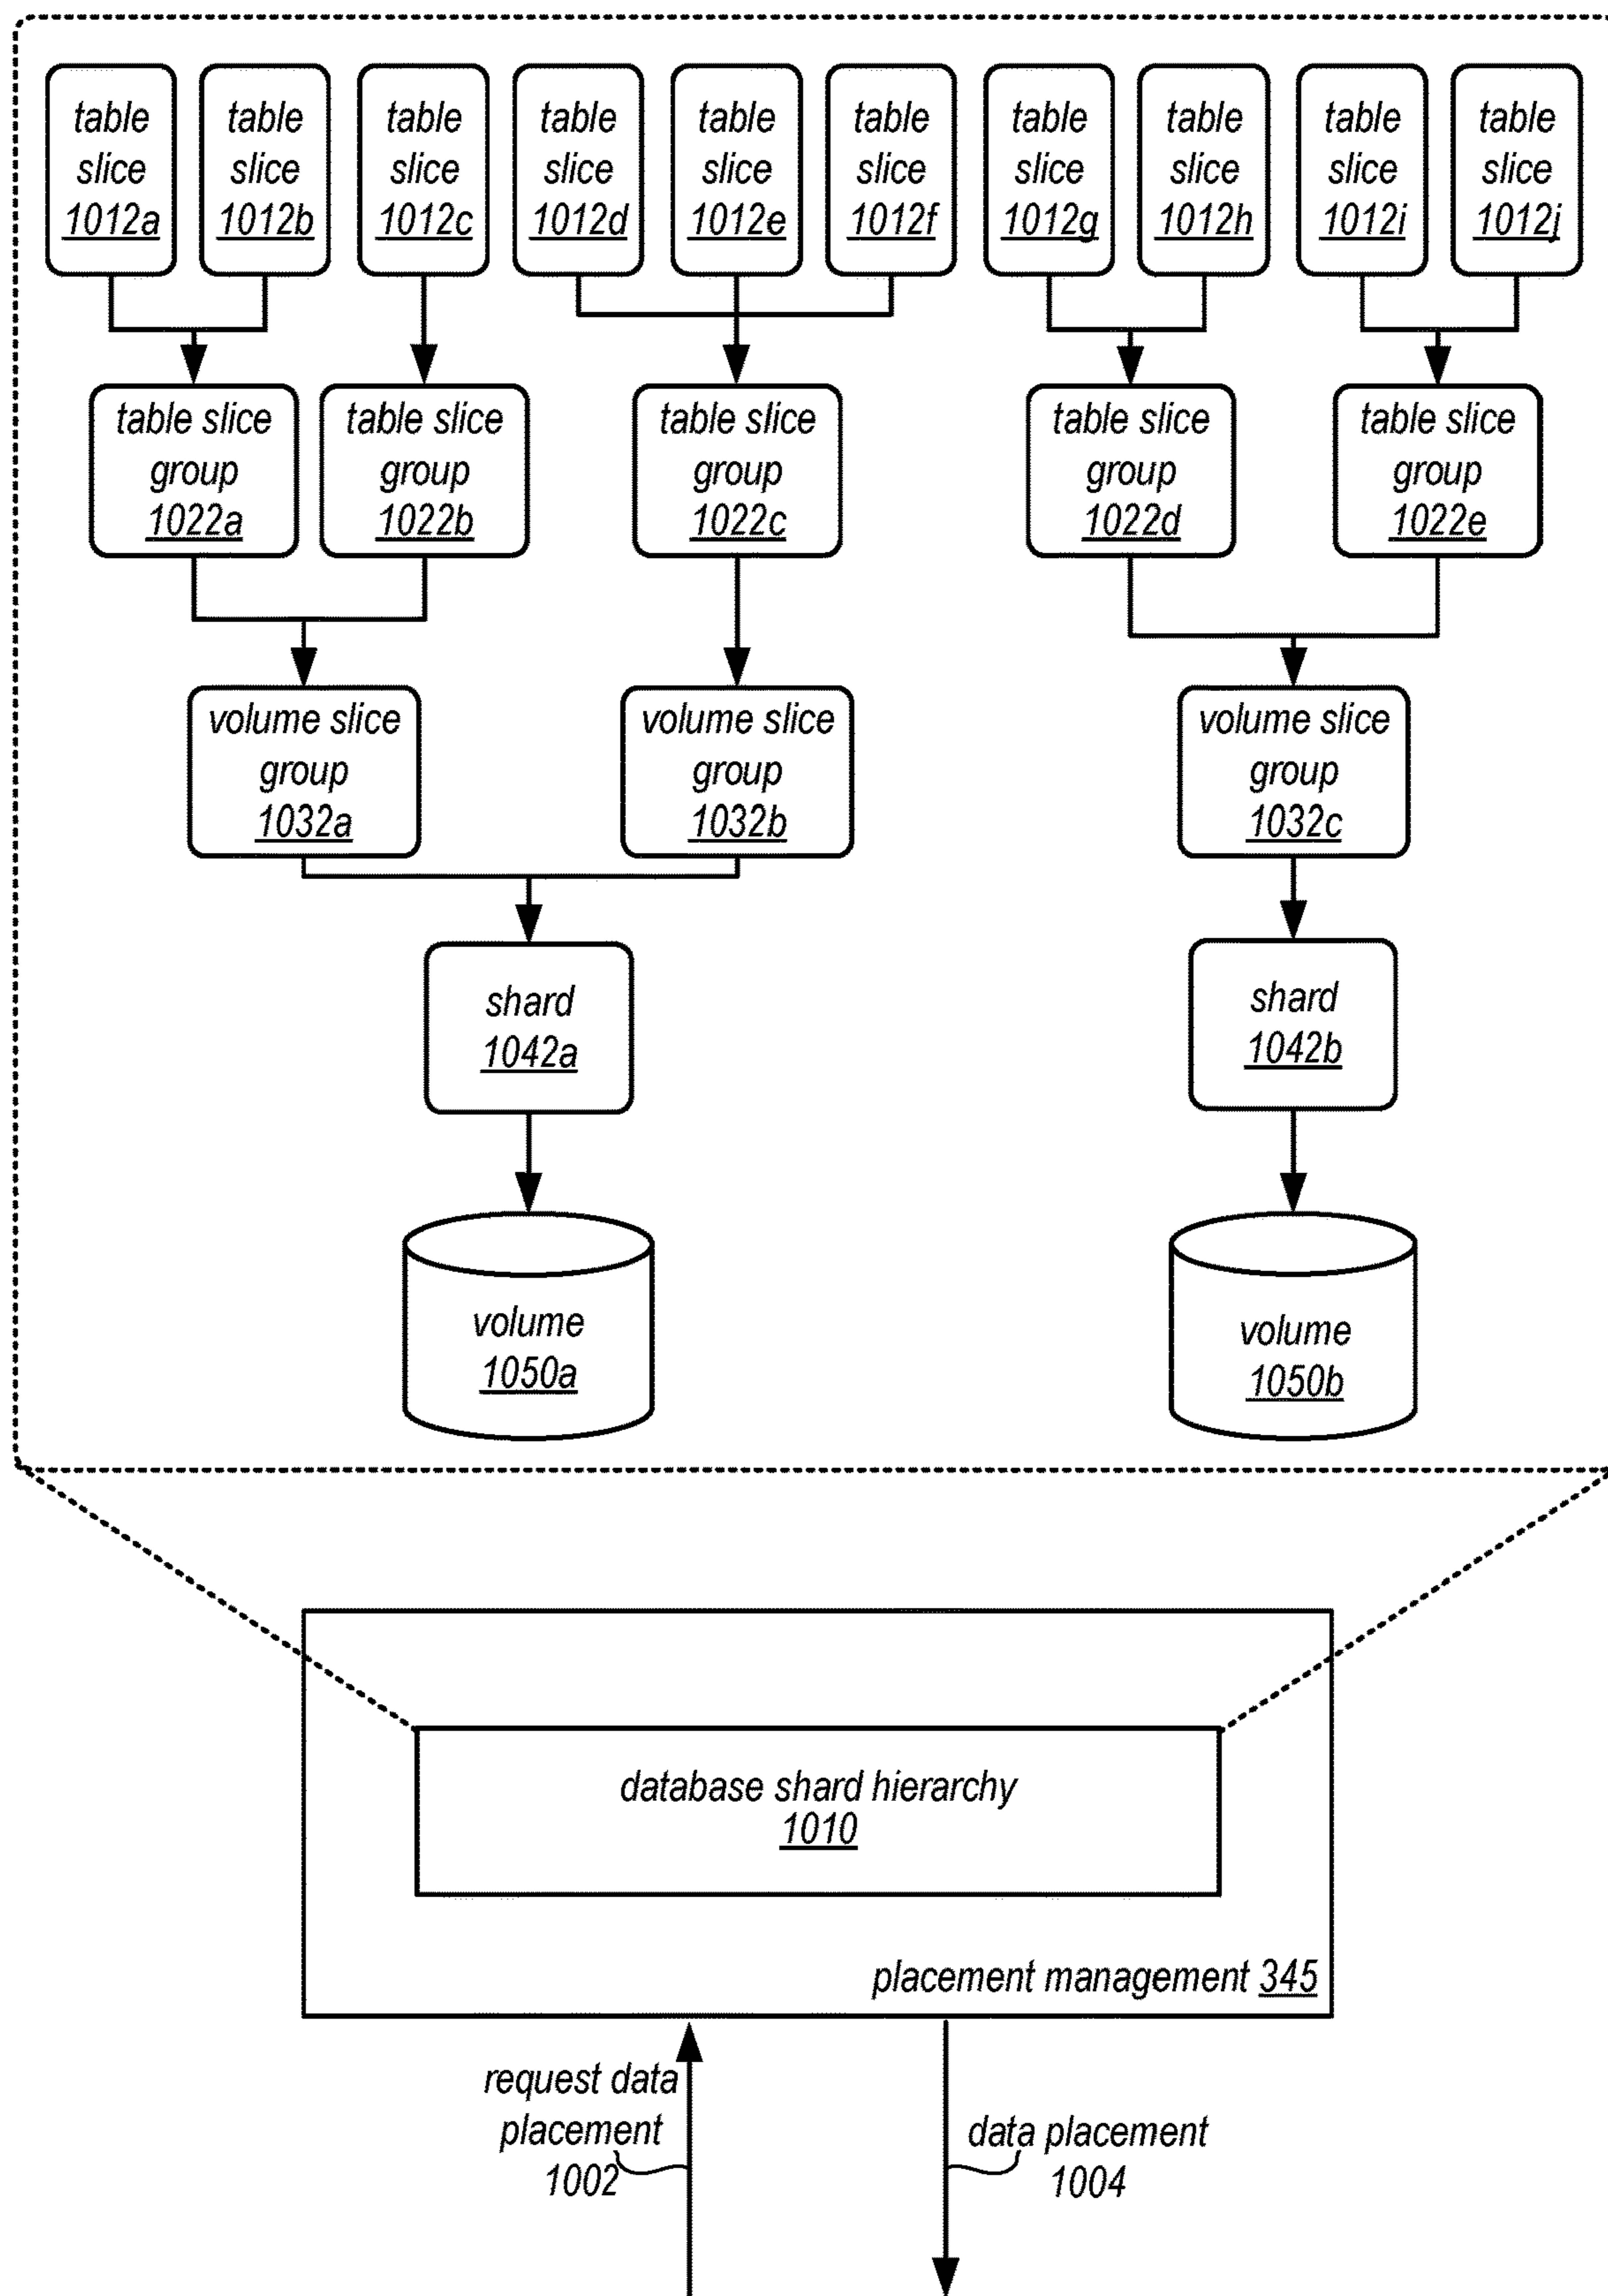 table
slice
1012a
table
slice
1012b
table
slice
1012c
table
slice
1012d
table
slice
1012e
table
slice
1012f
table
slice
1012g
table
slice
1012h
table
slice
1012i
table
slice
1012j
table slice
group
1022a
table slice
group
1022b
table slice
group
1022c
table slice
group
1022d
table slice
group
1022e
volume slice
group
1032a
volume slice
group
1032b
volume slice
group
1032c
shard
1042a
shard
1042b
volume
1050a
volume
1050b
database shard hierarchy
1010
placement management 345
request data
placement
1002
data placement
1004